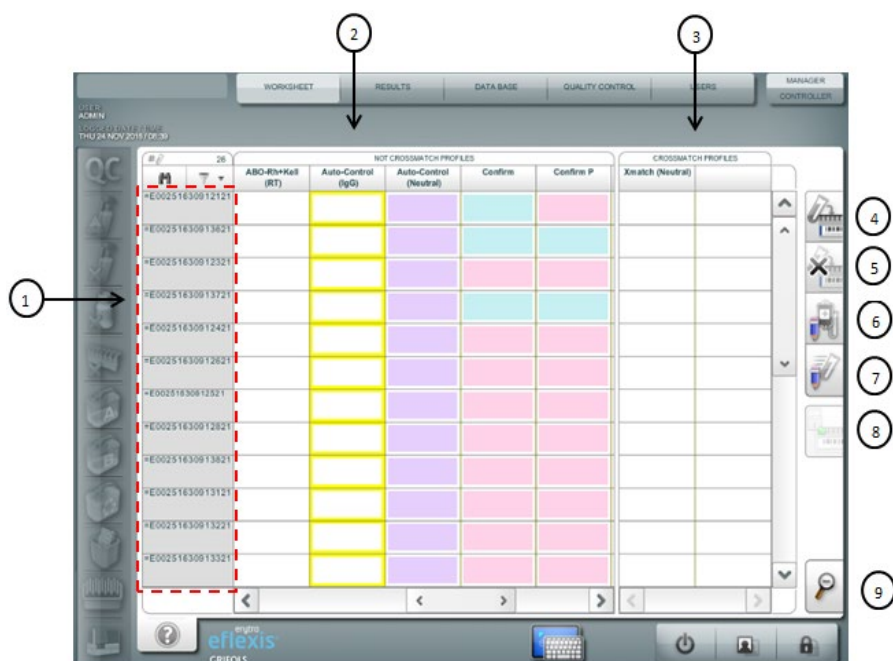 2
3
WORKSHEET RESULTS DATA BASE QUALITY CONTROL USERS
MANAGER
CONTROLLER
USER:
ADMIN
LOGGED DATE / TIME:
THU 24 NOV 2016 / 08:39
QC
# 26 NOT CROSSMATCH PROFILES CROSSMATCH PROFILES
ABO-Rh+Kell (RT) Auto-Control (IgG) Auto-Control (Neutral) Confirm Confirm P Xmatch (Neutral)
=E00251630912121
=E00251630913621
=E00251630912321
=E00251630913721
=E00251630912421
=E00251630912621
=E00251630912521
=E00251630912821
=E00251630913821
=E00251630913121
=E00251630913221
=E00251630913321
1
4
5
6
7
8
9
A
B
erytra
eflexis
GRIFOLS